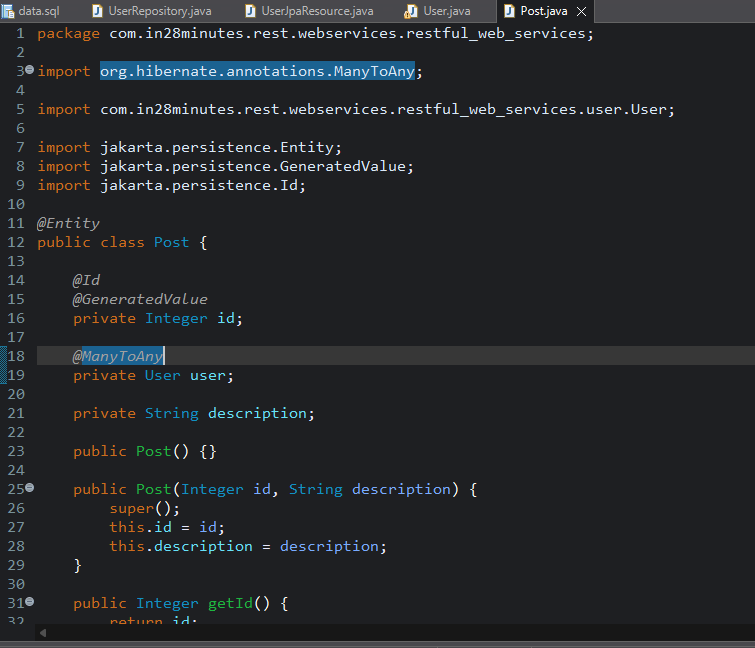 data.sql UserRepository.java UserJpaResource.java User.java Post.java
1 package com.in28minutes.rest.webservices.restful_web_services;
2
3 import org.hibernate.annotations.ManyToAny;
4
5 import com.in28minutes.rest.webservices.restful_web_services.user.User;
6
7 import jakarta.persistence.Entity;
8 import jakarta.persistence.GeneratedValue;
9 import jakarta.persistence.Id;
10
11 @Entity
12 public class Post {
13
14 @Id
15 @GeneratedValue
16 private Integer id;
17
18 @ManyToAny
19 private User user;
20
21 private String description;
22
23 public Post() {}
24
25 public Post(Integer id, String description) {
26 super();
27 this.id = id;
28 this.description = description;
29 }
30
31 public Integer getId() {
32 return id;